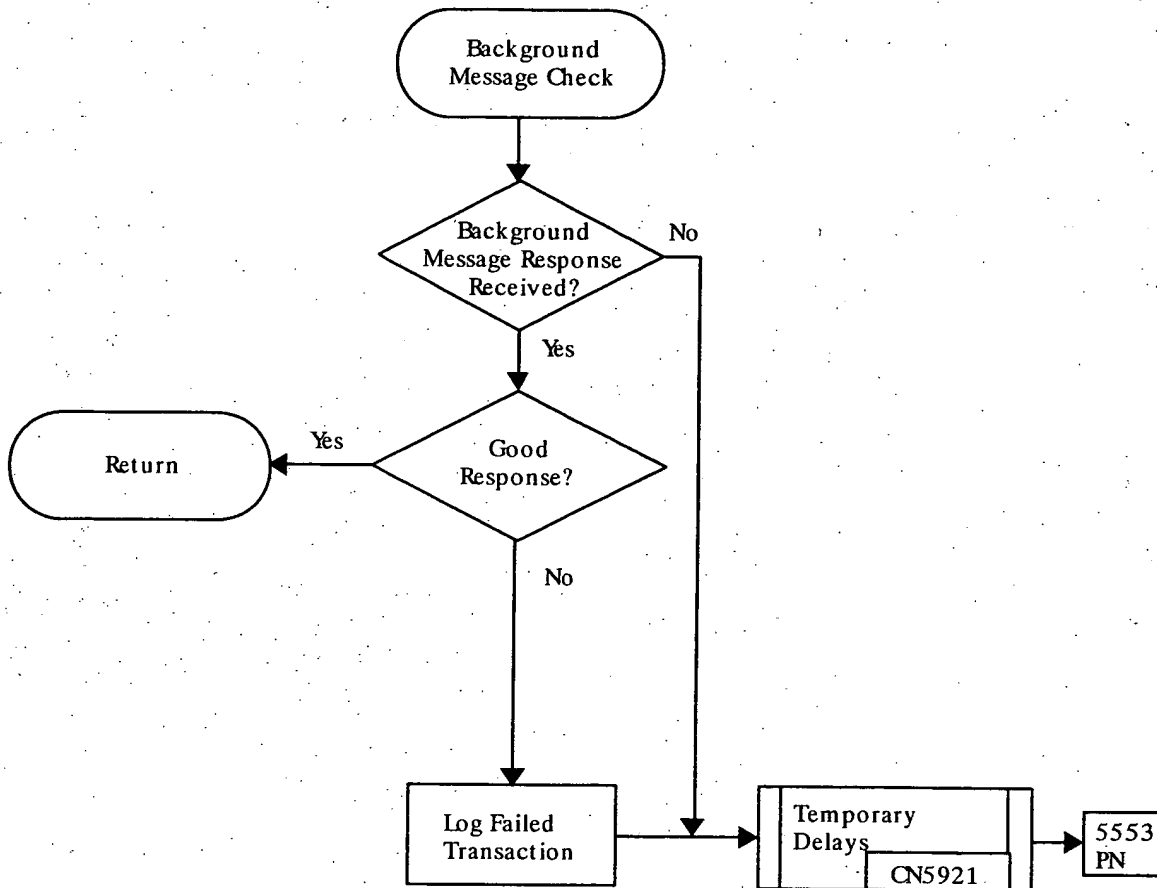 Background
Message Check
Background
Message Response
Received?
No
Yes
Good
Response?
Yes
Return
No
Log Failed
Transaction
Temporary
Delays
CN5921
5553
PN